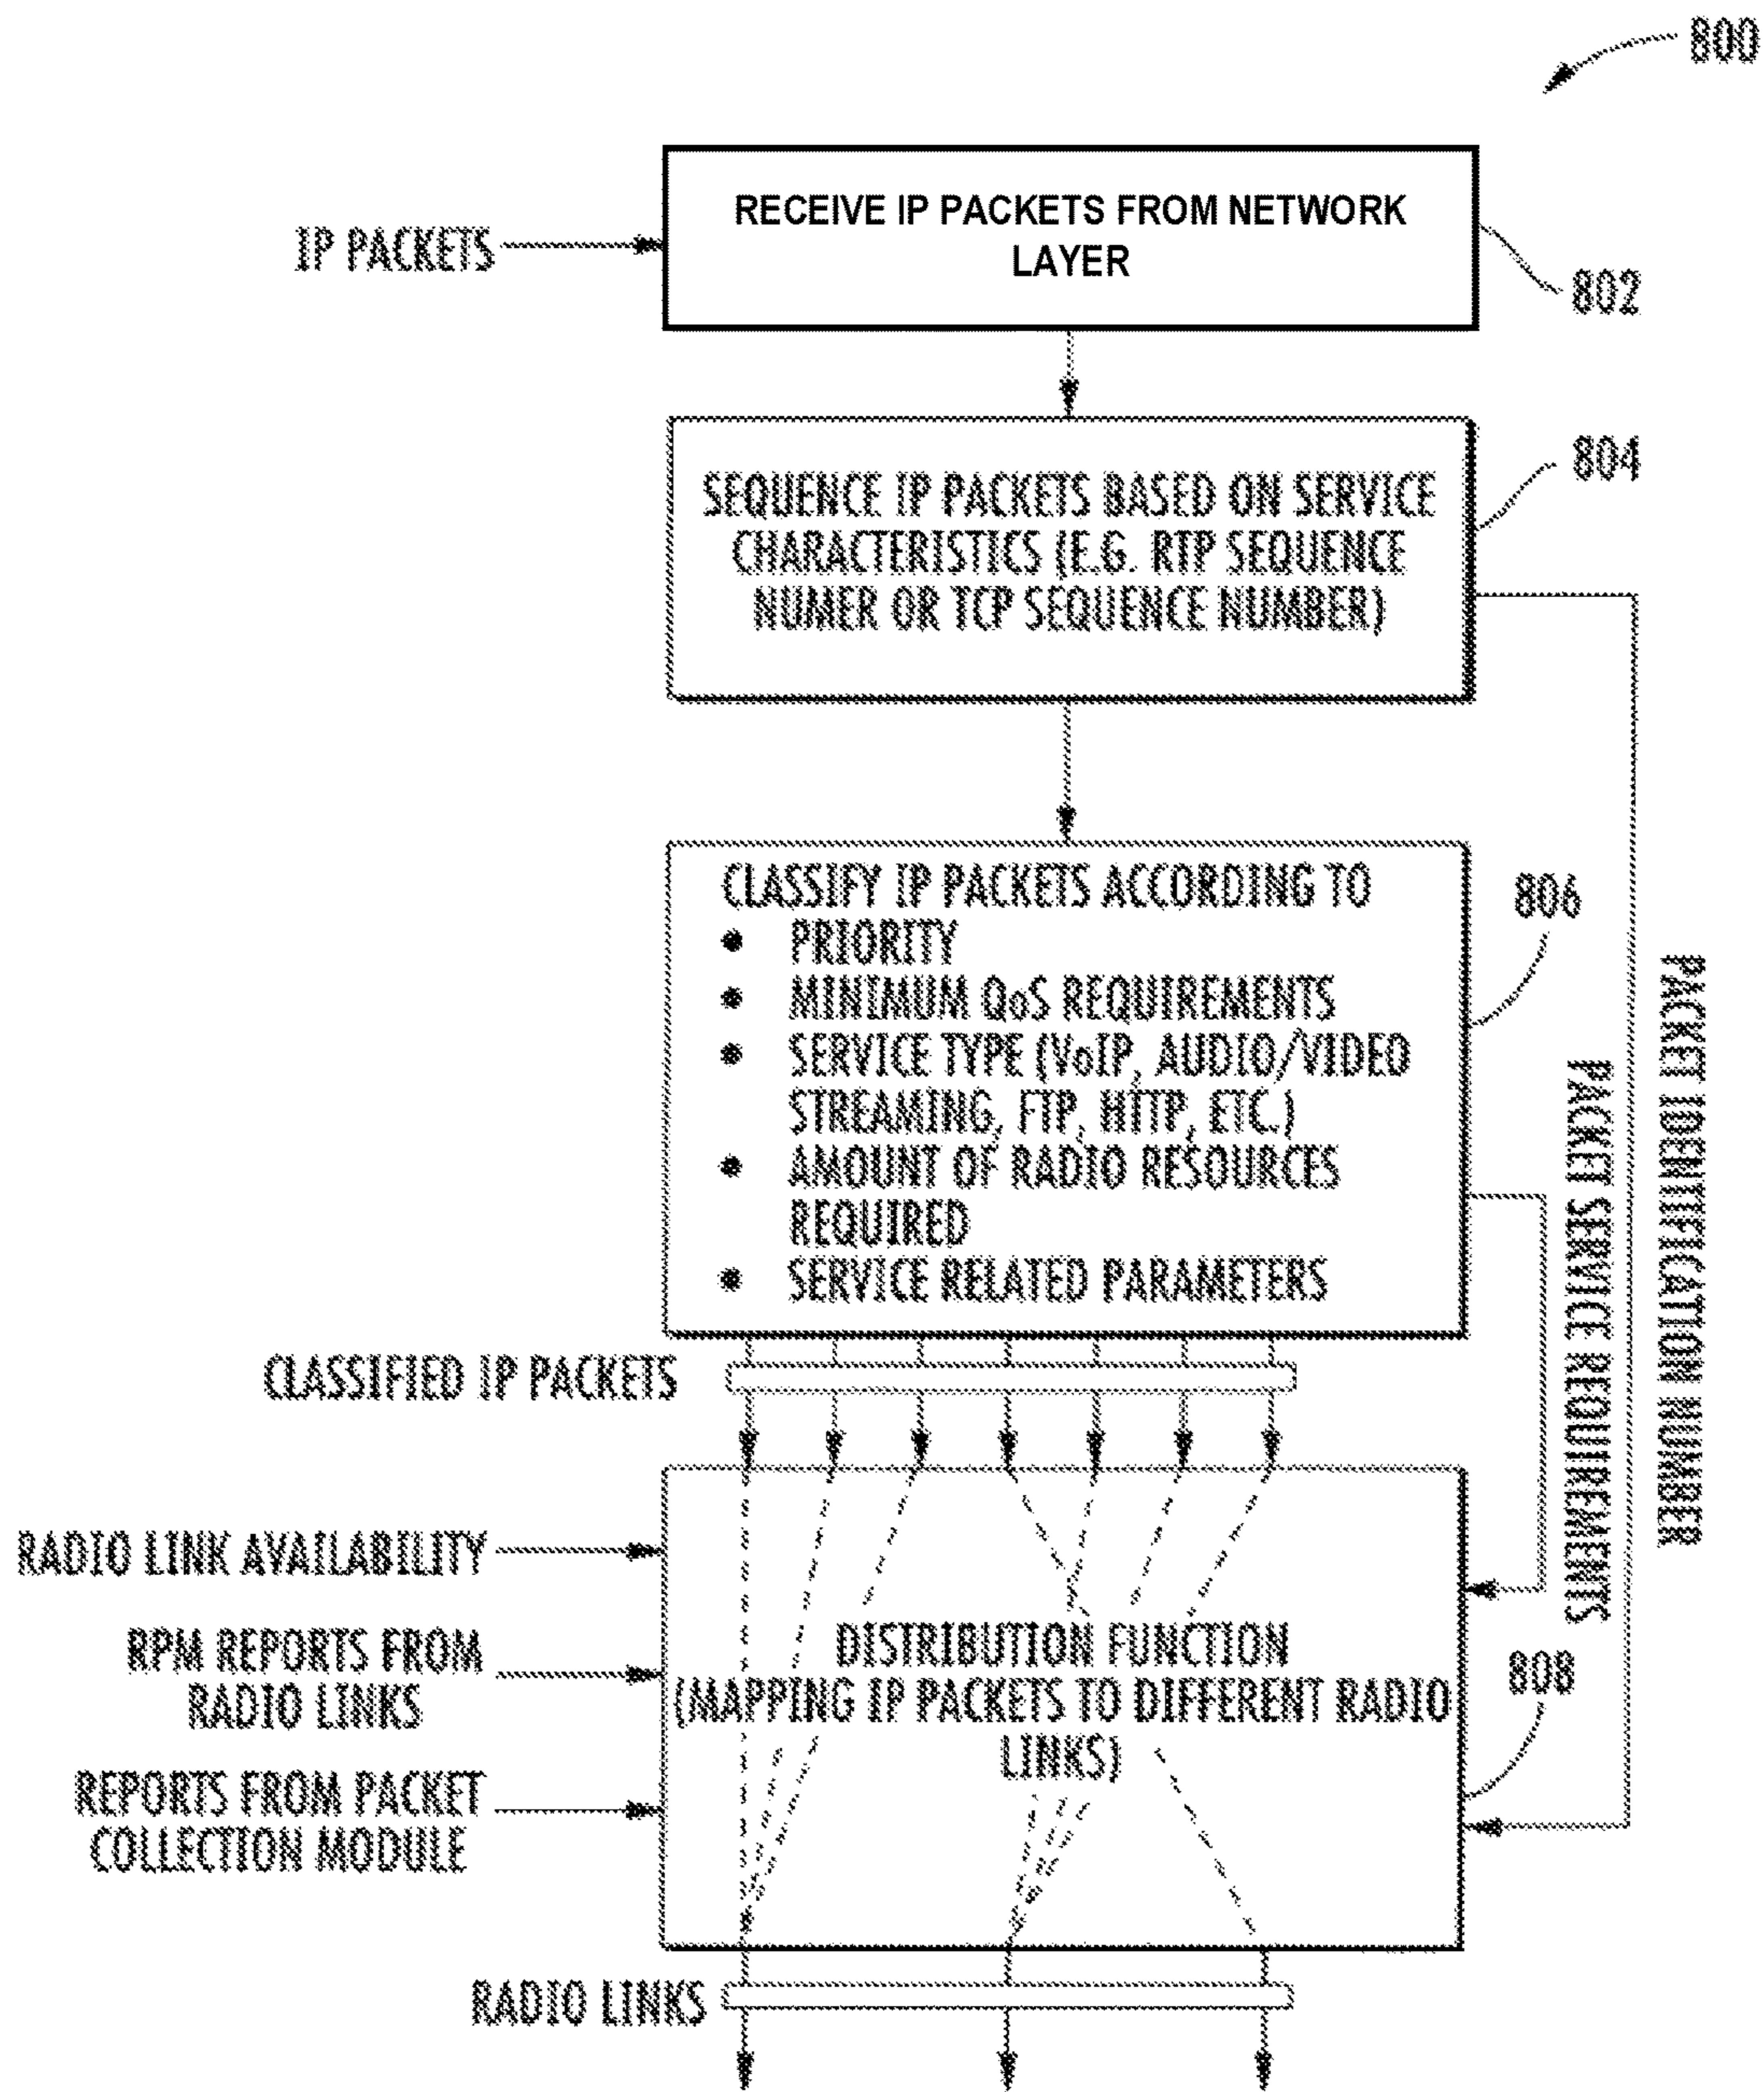 800
RECEIVE IP PACKETS FROM NETWORK
LAYER
IP PACKETS
802
804
SEQUENCE IP PACKETS BASED ON SERVICE
CHARACTERISTICS (E.G. RTP SEQUENCE
NUMER OR TCP SEQUENCE NUMBER)
CLASSIFY IP PACKETS ACCORDING TO
• PRIORITY
• MINIMUM QoS REQUIREMENTS
• SERVICE TYPE (VoIP, AUDIO/VIDEO
STREAMING, FTP, HTTP, ETC.)
• AMOUNT OF RADIO RESOURCES
REQUIRED
• SERVICE RELATED PARAMETERS
806
PACKET SERVICE REQUIREMENTS
PACKET IDENTIFICATION NUMBER
CLASSIFIED IP PACKETS
RADIO LINK AVAILABILITY
RPM REPORTS FROM
RADIO LINKS
REPORTS FROM PACKET
COLLECTION MODULE
DISTRIBUTION FUNCTION
(MAPPING IP PACKETS TO DIFFERENT RADIO
LINKS)
808
RADIO LINKS